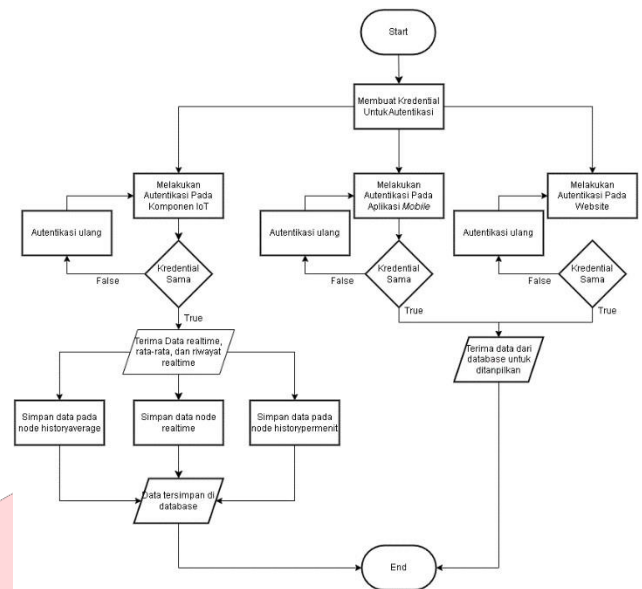 Start
Membuat Kredential
Untuk Autentikasi
Melakukan
Autentikasi Pada
Komponen IoT
Melakukan
Autentikasi Pada
Aplikasi Mobile
Melakukan
Autentikasi Pada
Website
Autentikasi ulang
Autentikasi ulang
Autentikasi ulang
Kredential
Sama
Kredential
Sama
Kredential
Sama
False
False
False
True
True
True
Terima Data realtime,
rata-rata, dan riwayat
realtime
Terima data dari
database untuk
ditanpilkan
Simpan data pada
node historyaverage
Simpan data node
realtime
Simpan data pada
node historypermenit
Data tersimpan di
database
End